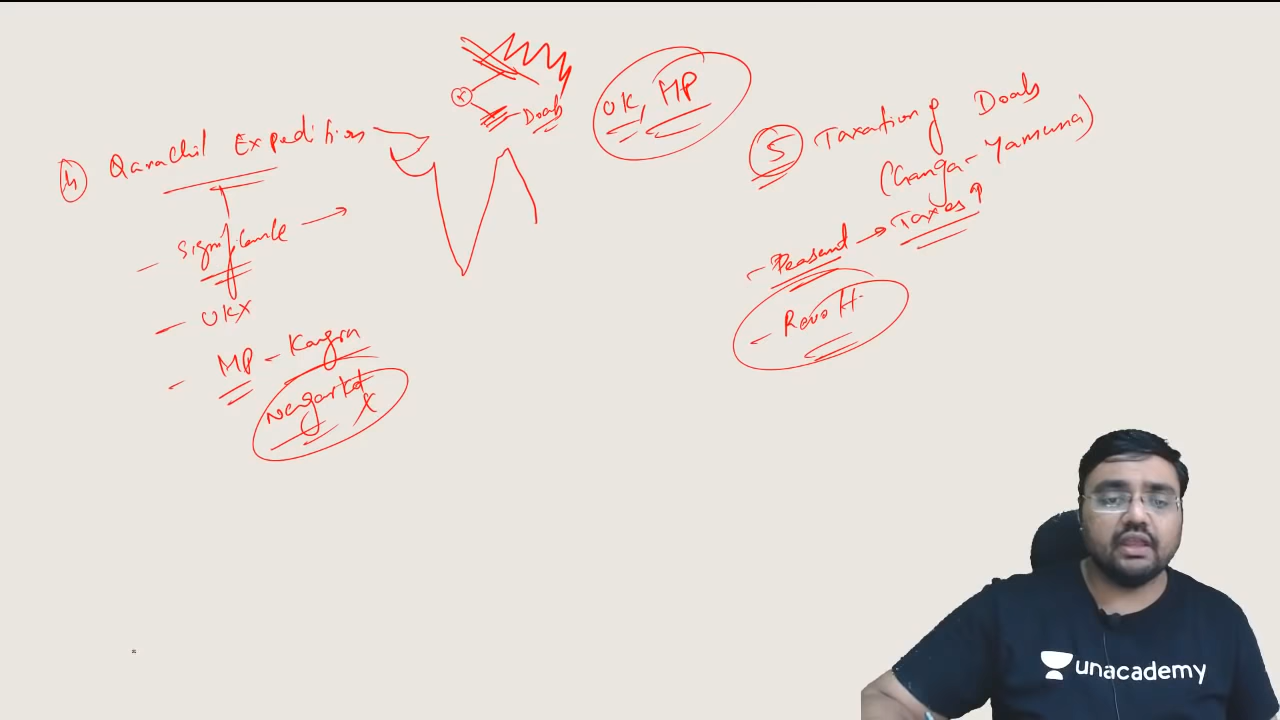 Doab
UK, MP
4 Qarachil Expedition
- Significance →
- UKX
- MP - Kangra
Nagarkot X
5 Taxation of Doab
(Ganga - Yamuna)
- Peasant → Taxes ↑
- Revolt
unacademy